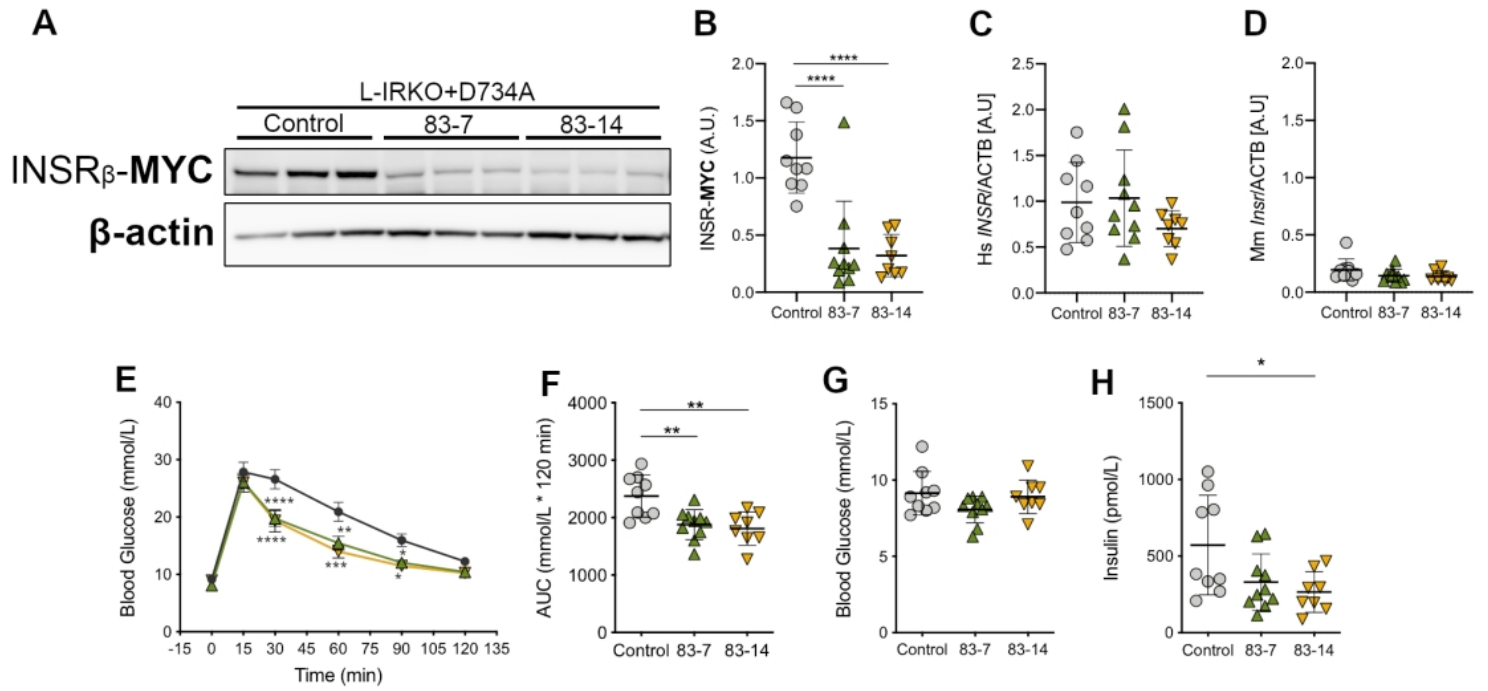 A
L-IRKO+D734A
Control 83-7 83-14
INSRβ-MYC
β-actin
B
INSR-MYC (A.U.)
2.0
1.5
1.0
0.5
0.0
****
****
Control 83-7 83-14
C
Hs INSR/ACTB [A.U]
2.5
2.0
1.5
1.0
0.5
0.0
Control 83-7 83-14
D
Mm Insr/ACTB [A.U]
2.0
1.5
1.0
0.5
0.0
Control 83-7 83-14
E
Blood Glucose (mmol/L)
40
30
20
10
0
****
****
**
***
*
*
-15 0 15 30 45 60 75 90 105 120 135
Time (min)
F
AUC (mmol/L * 120 min)
4000
3000
2000
1000
0
**
**
Control 83-7 83-14
G
Blood Glucose (mmol/L)
15
10
5
0
Control 83-7 83-14
H
Insulin (pmol/L)
1500
1000
500
0
*
Control 83-7 83-14